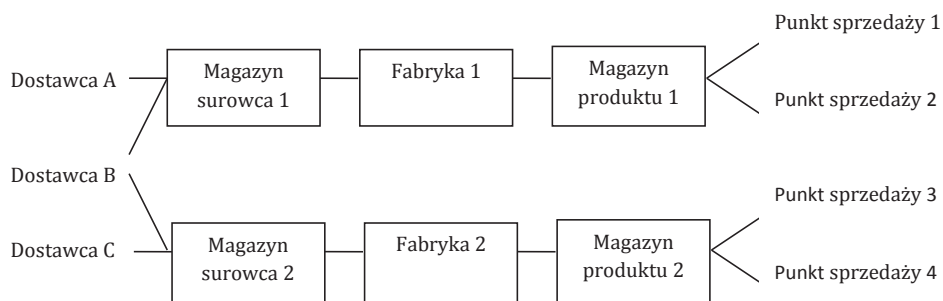 Punkt sprzedaży 1
Dostawca A
Magazyn
surowca 1
Fabryka 1
Magazyn
produktu 1
Punkt sprzedaży 2
Dostawca B
Punkt sprzedaży 3
Dostawca C
Magazyn
surowca 2
Fabryka 2
Magazyn
produktu 2
Punkt sprzedaży 4